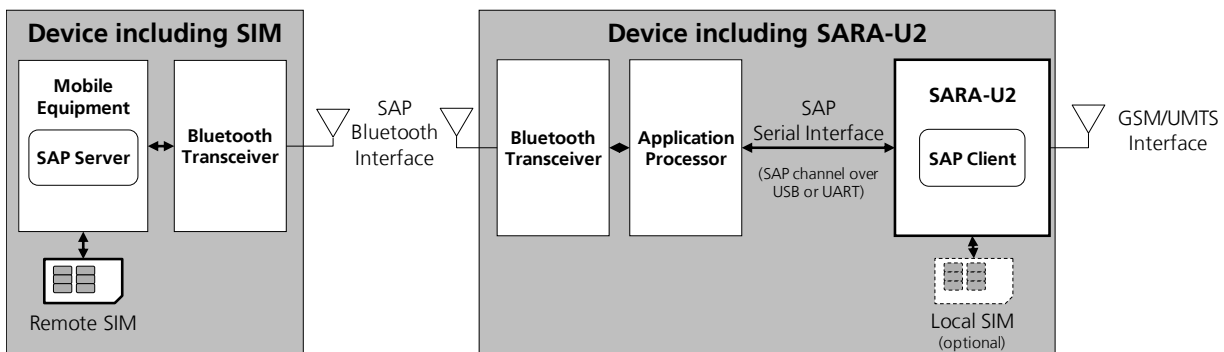 Device including SIM
Mobile
Equipment
SAP Server
Bluetooth
Transceiver
Remote SIM
SAP
Bluetooth
Interface
Device including SARA-U2
Bluetooth
Transceiver
Application
Processor
SAP
Serial Interface
(SAP channel over
USB or UART)
SARA-U2
SAP Client
Local SIM
(optional)
GSM/UMTS
Interface